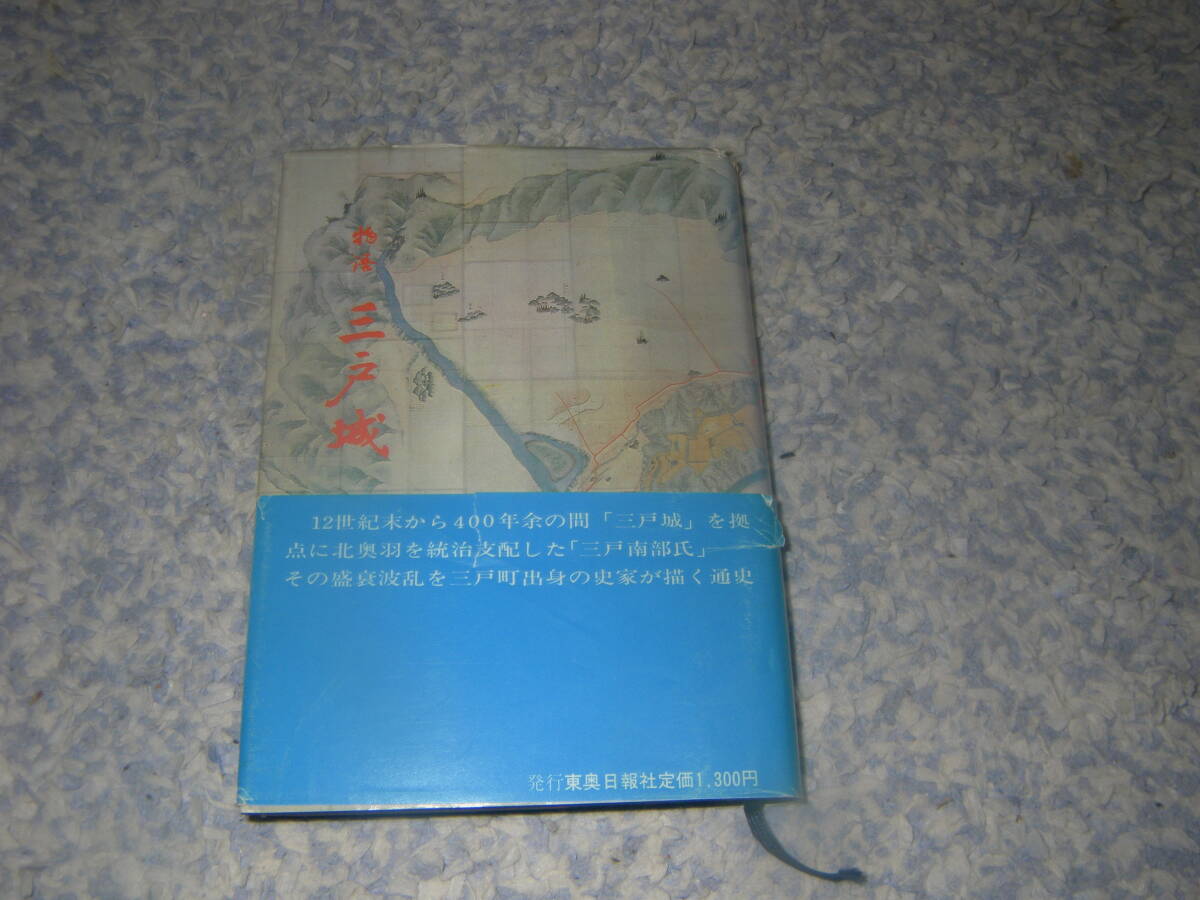 物語
三戸城
12世紀末から400年余の間「三戸城」を拠
点に北奥羽を統治支配した「三戸南部氏」
その盛衰波乱を三戸町出身の史家が描く通史
発行東奥日報社定価1,300円